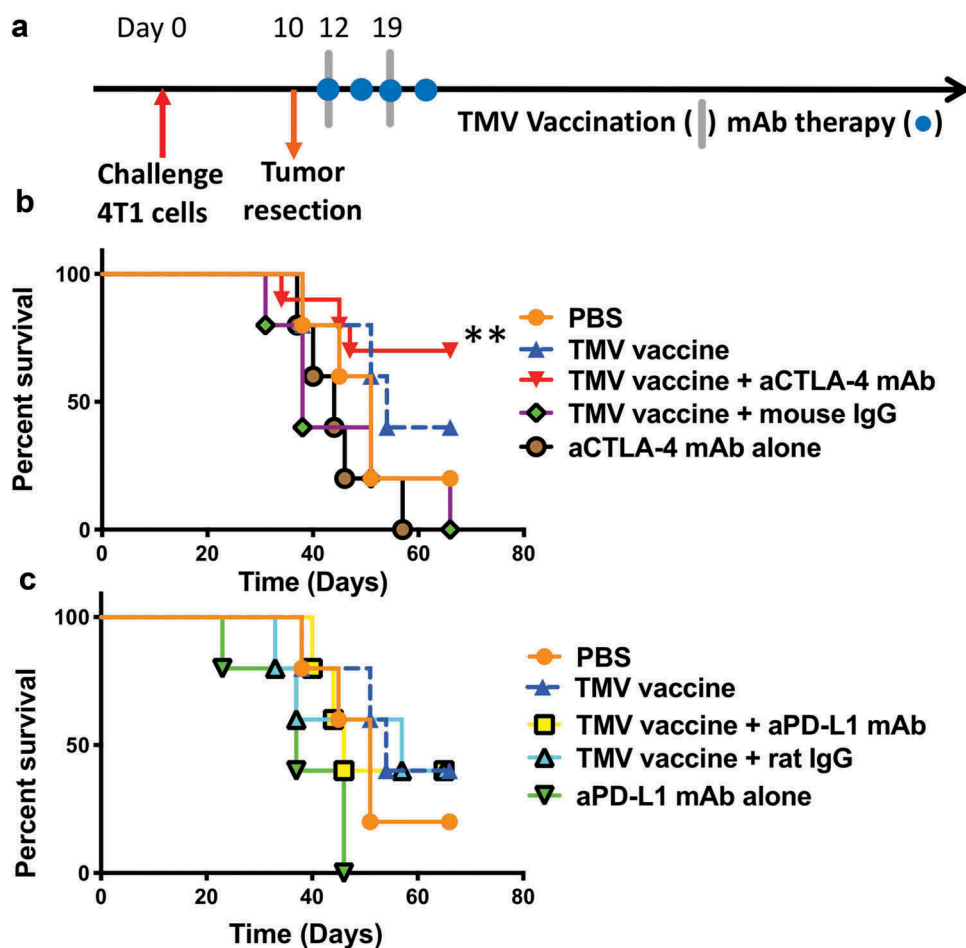 a
Day 0 10 12 19
TMV Vaccination ( ) mAb therapy ( )
Challenge
4T1 cells
Tumor
resection
b
Percent survival
100
50
0
0 20 40 60 80
Time (Days)
PBS
TMV vaccine
TMV vaccine + aCTLA-4 mAb
TMV vaccine + mouse IgG
aCTLA-4 mAb alone
**
c
Percent survival
100
50
0
0 20 40 60 80
Time (Days)
PBS
TMV vaccine
TMV vaccine + aPD-L1 mAb
TMV vaccine + rat IgG
aPD-L1 mAb alone